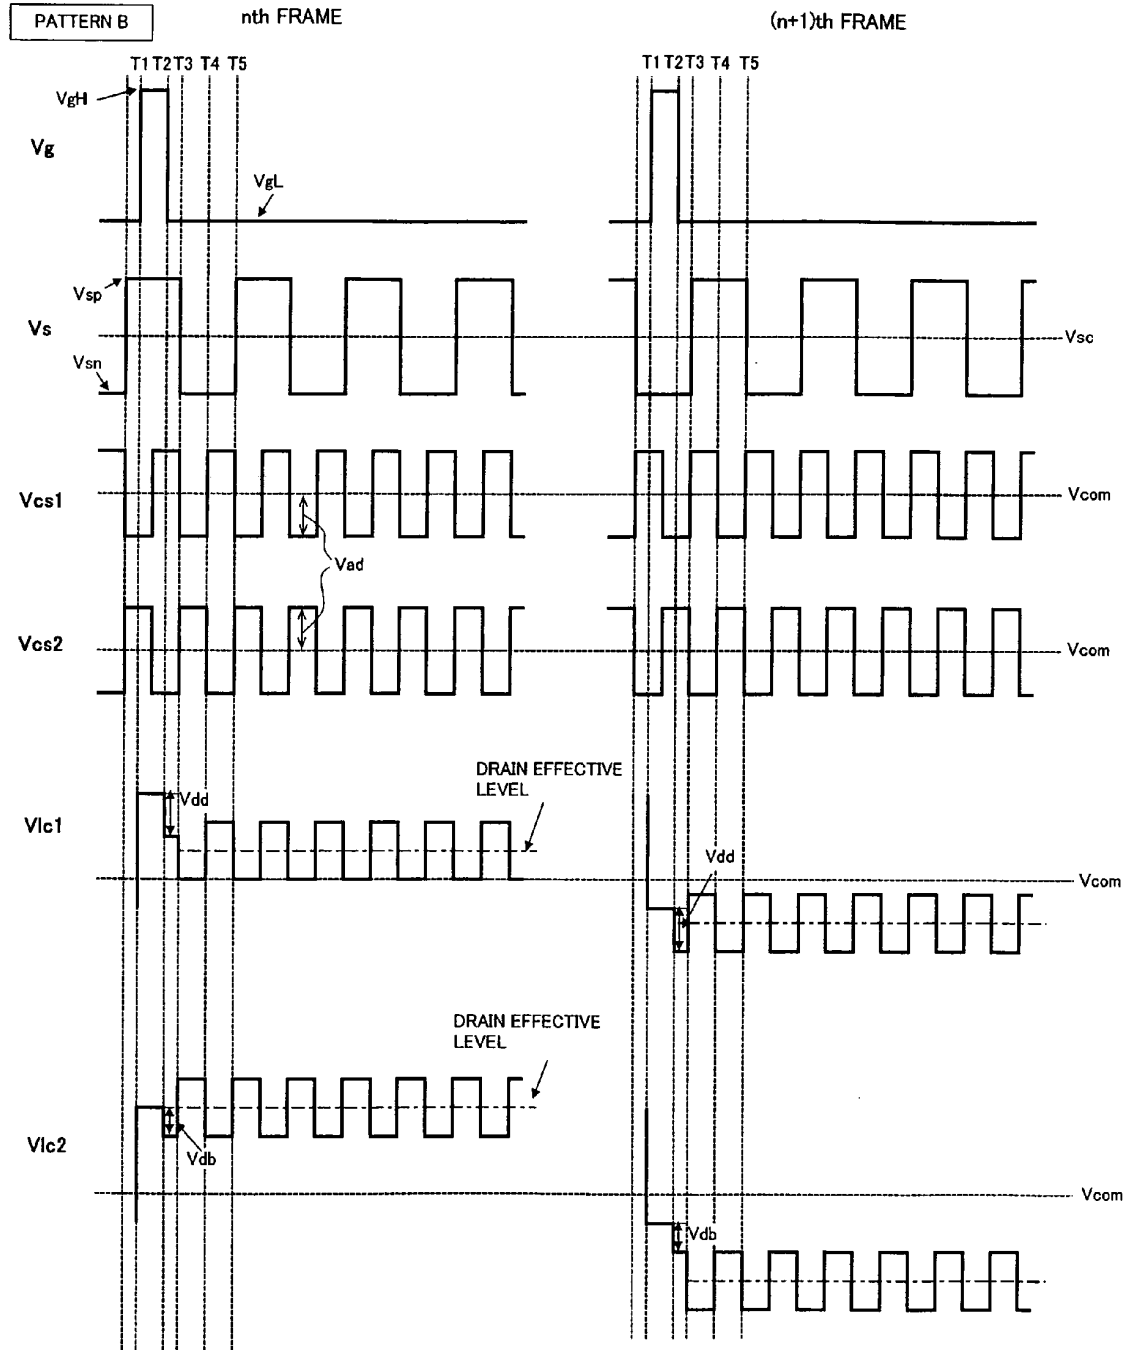 PATTERN B
nth FRAME
(n+1)th FRAME
T1 T2 T3 T4 T5
T1 T2 T3 T4 T5
VgH
Vg
VgL
Vsp
Vs
Vsc
Vsn
Vcs1
Vcom
Vad
Vcs2
Vcom
DRAIN EFFECTIVE
LEVEL
Vdd
Vlc1
Vdd
Vcom
DRAIN EFFECTIVE
LEVEL
Vlc2
Vdb
Vcom
Vdb